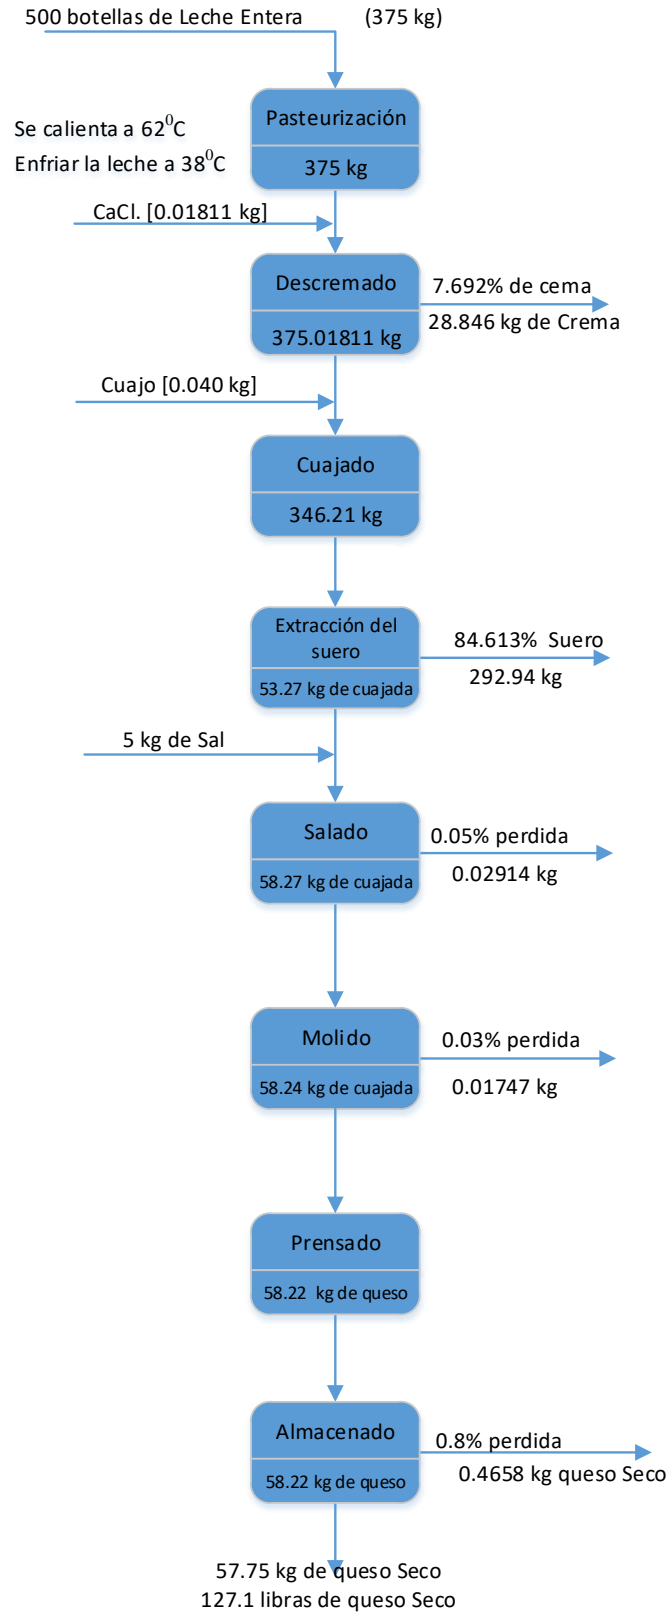 500 botellas de Leche Entera (375 kg)
Pasteurización
375 kg
Se calienta a 62⁰C
Enfriar la leche a 38⁰C
CaCl. [0.01811 kg]
Descremado
375.01811 kg
7.692% de cema
28.846 kg de Crema
Cuajo [0.040 kg]
Cuajado
346.21 kg
Extracción del
suero
53.27 kg de cuajada
84.613% Suero
292.94 kg
5 kg de Sal
Salado
58.27 kg de cuajada
0.05% perdida
0.02914 kg
Molido
58.24 kg de cuajada
0.03% perdida
0.01747 kg
Prensado
58.22 kg de queso
Almacenado
58.22 kg de queso
0.8% perdida
0.4658 kg queso Seco
57.75 kg de queso Seco
127.1 libras de queso Seco